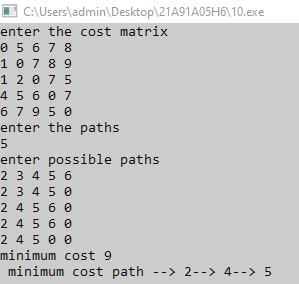 C:\Users\admin\Desktop\21A91A05H6\10.exe
enter the cost matrix
0 5 6 7 8
1 0 7 8 9
1 2 0 7 5
4 5 6 0 7
6 7 9 5 0
enter the paths
5
enter possible paths
2 3 4 5 6
2 3 4 5 0
2 4 5 6 0
2 4 5 6 0
2 4 5 0 0
minimum cost 9
 minimum cost path --> 2--> 4--> 5